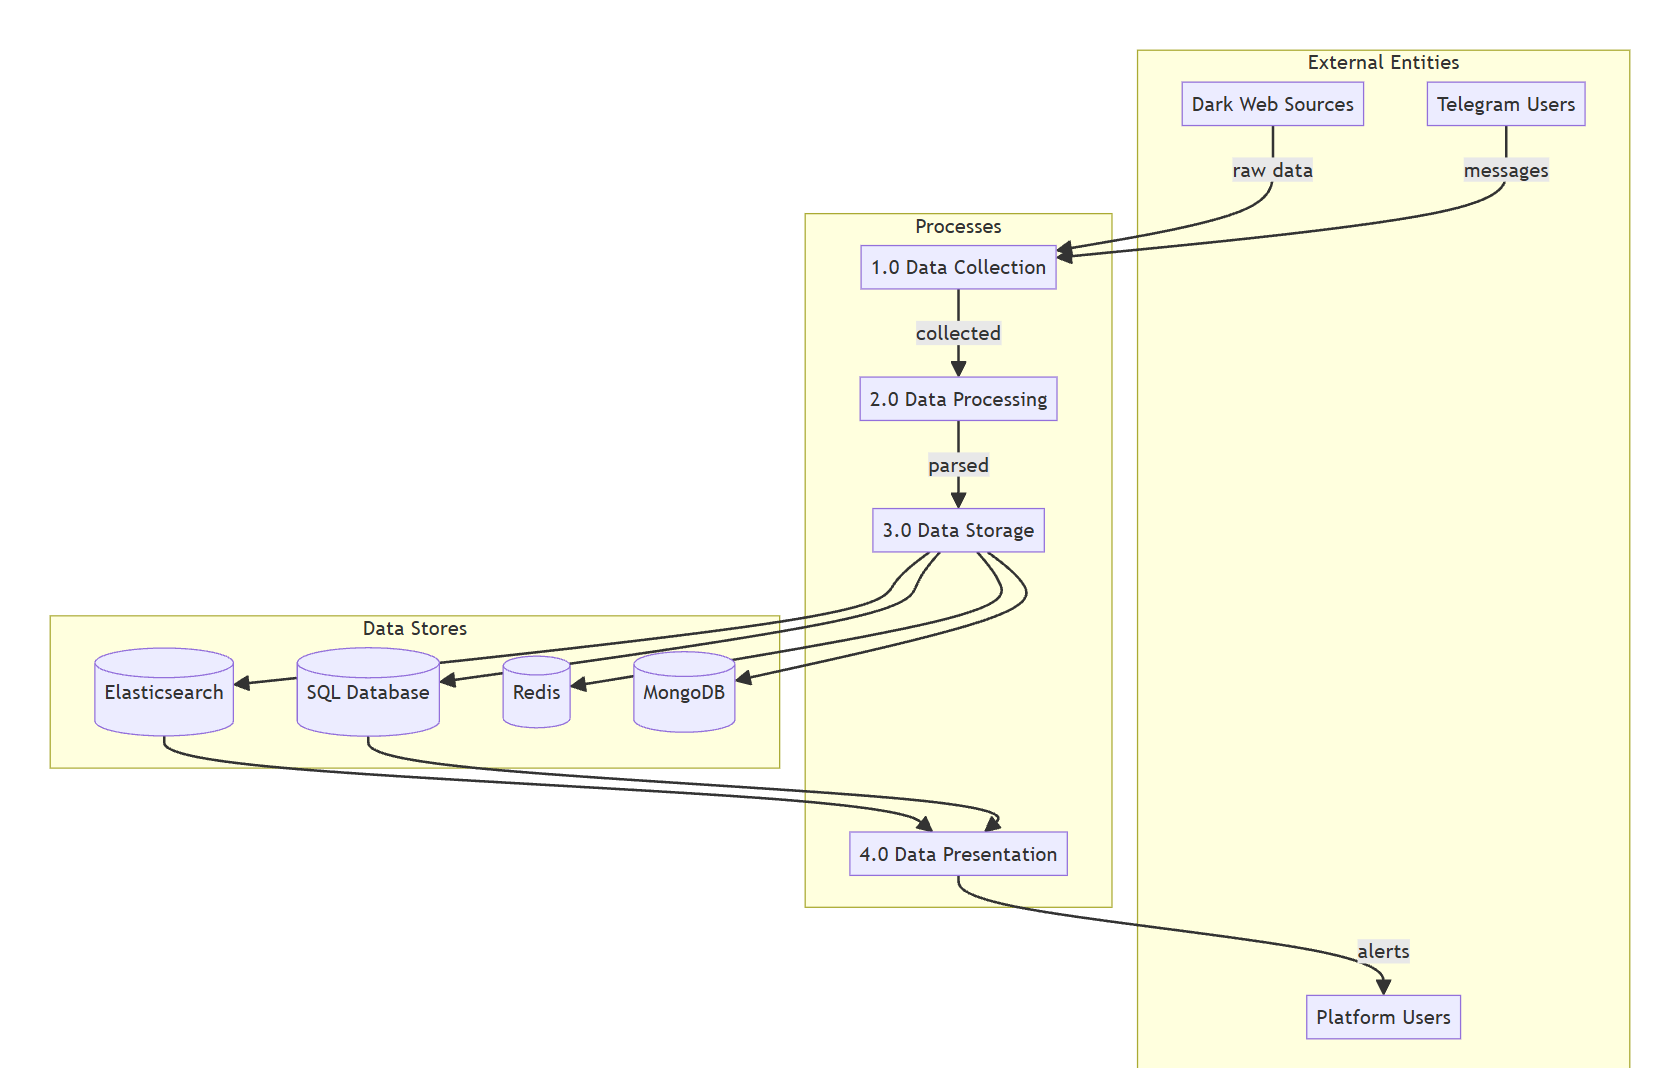 External Entities
Dark Web Sources
Telegram Users
raw data
messages
Processes
1.0 Data Collection
collected
2.0 Data Processing
parsed
3.0 Data Storage
Data Stores
Elasticsearch
SQL Database
Redis
MongoDB
4.0 Data Presentation
alerts
Platform Users